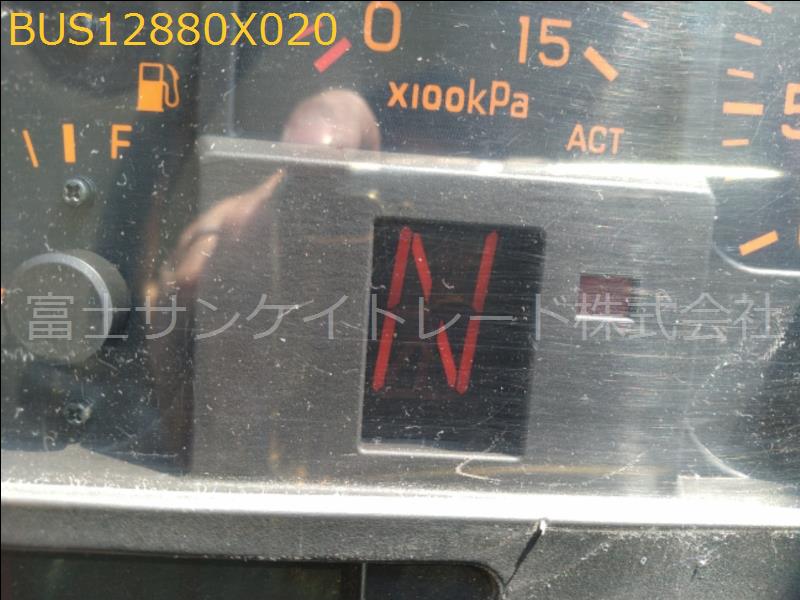 BUS12880X020
0 15
x100kPa
F ACT
N
富士サンケイトレード株式会社